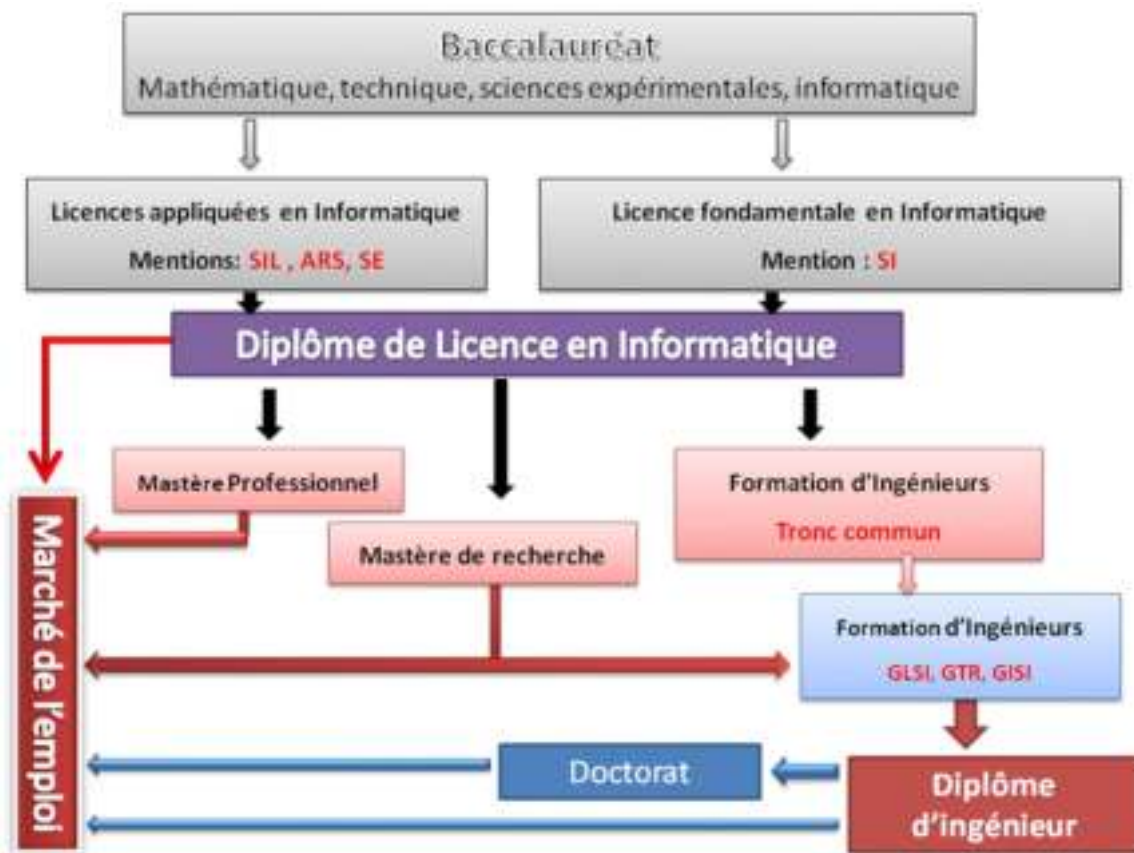 Baccalauréat
Mathématique, technique, sciences expérimentales, informatique
Licences appliquées en Informatique
Mentions: SIL , ARS, SE
Licence fondamentale en Informatique
Mention : SI
Diplôme de Licence en Informatique
Mastère Professionnel
Mastère de recherche
Formation d'Ingénieurs
Tronc commun
Formation d'Ingénieurs
GLSI, GTR, GISI
Marché de l'emploi
Doctorat
Diplôme
d'ingénieur